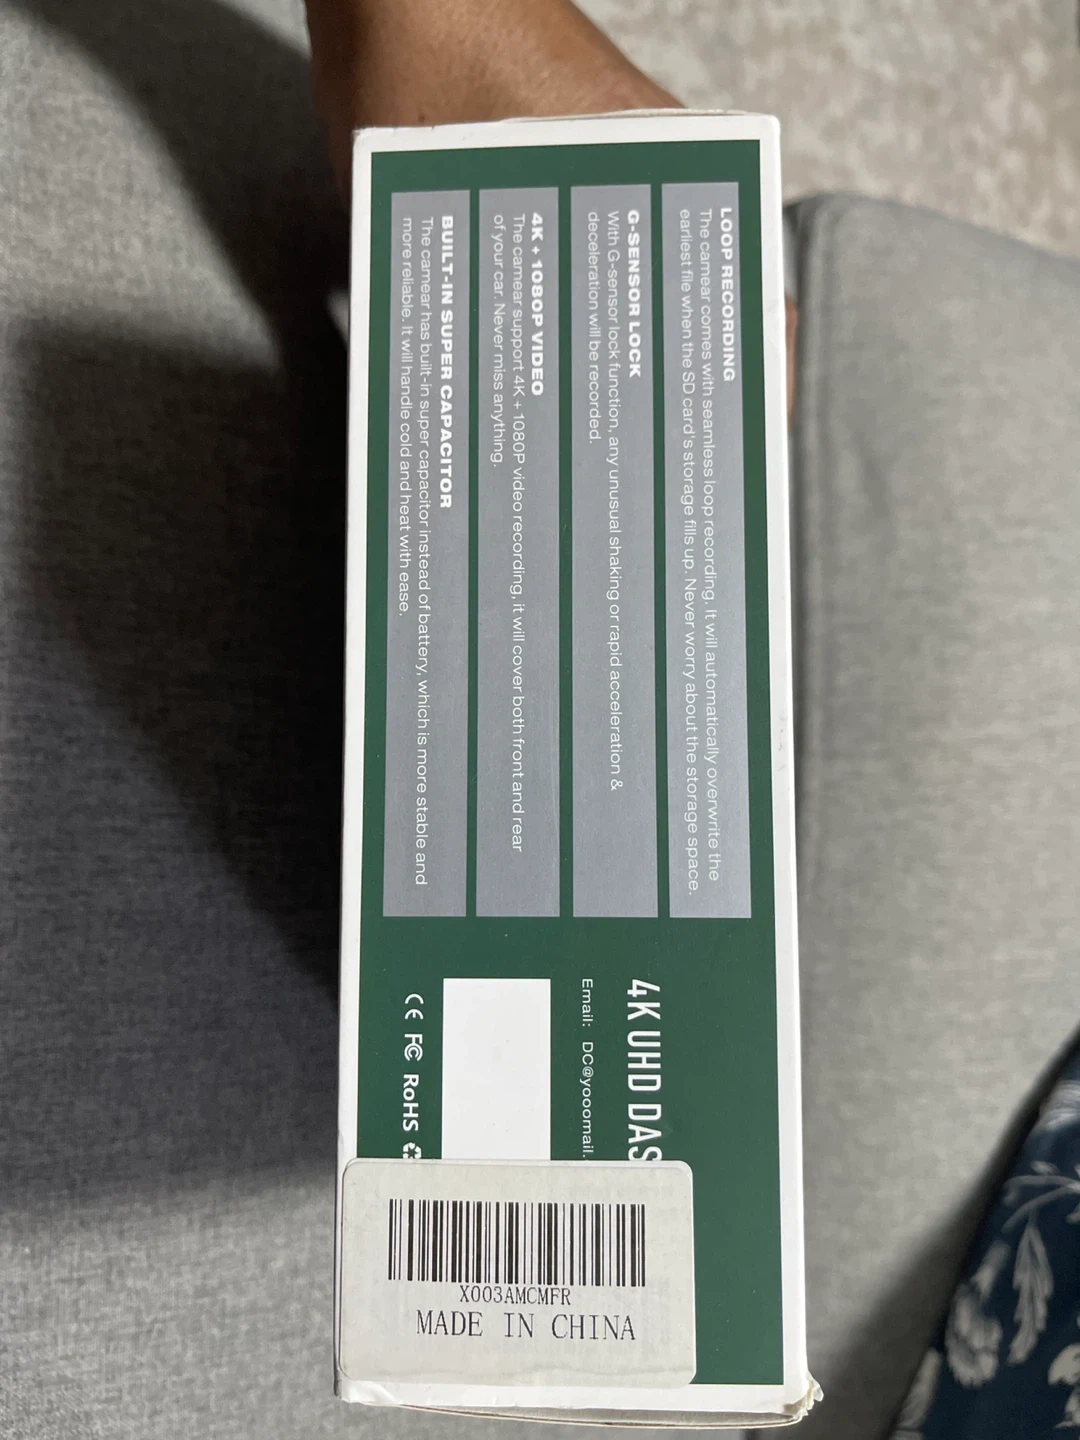 LOOP RECORDING
The camear comes with seamless loop recording. It will automatically overwrite the
earliest file when the SD card's storage fills up. Never worry about the storage space.
G-SENSOR LOCK
With G-sensor lock function, any unusual shaking or rapid acceleration &
deceleration will be recorded.
4K + 1080P VIDEO
The camear support 4K + 1080P video recording, it will cover both front and rear
of your car. Never miss anything.
BUILT-IN SUPER CAPACITOR
The camear has built-in super capacitor instead of battery, which is more stable and
more reliable. It will handle cold and heat with ease.
4K UHD DAS
Email: DC@yooomail.
CE FC RoHS
X003AMCMFR
MADE IN CHINA